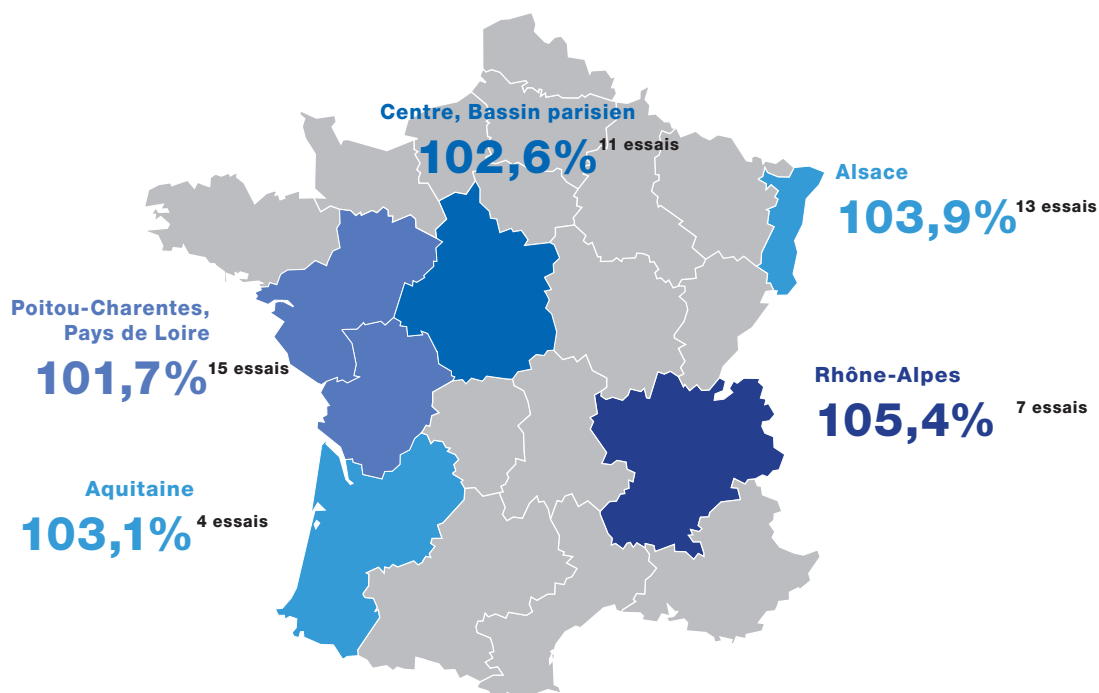 Centre, Bassin parisien
102,6% 11 essais
Alsace
103,9% 13 essais
Poitou-Charentes,
Pays de Loire
101,7% 15 essais
Rhône-Alpes
105,4% 7 essais
Aquitaine
103,1% 4 essais